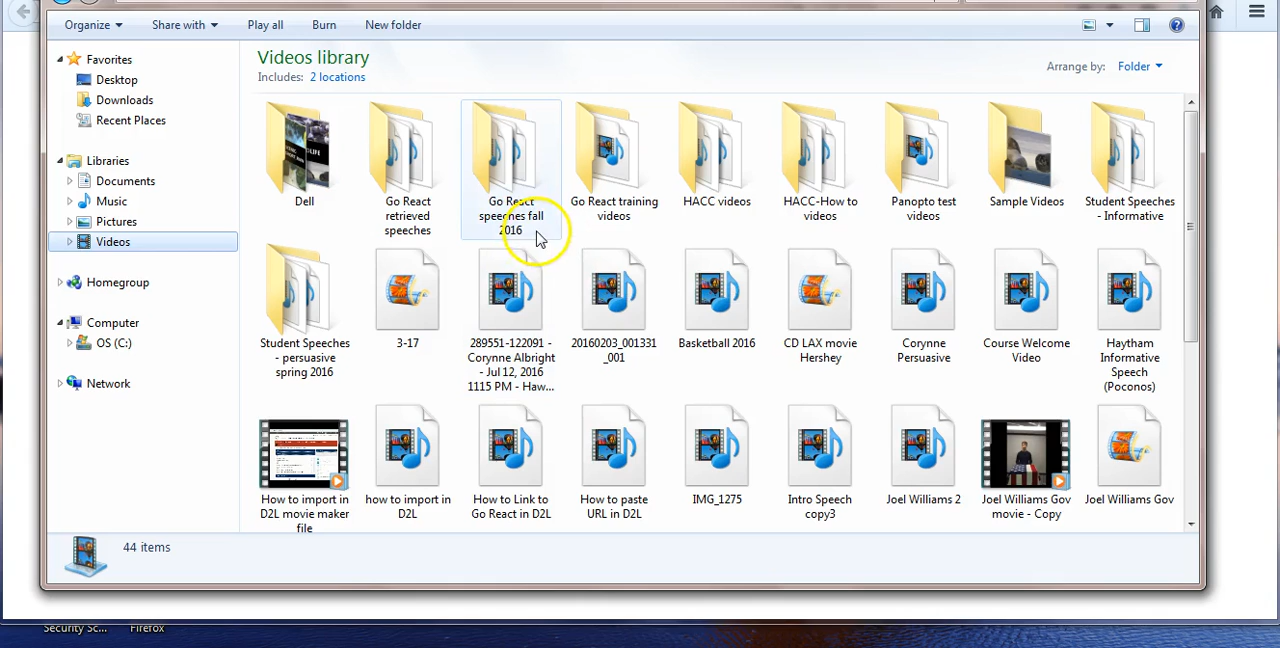 Organize Share with Play all Burn New folder
Favorites
Desktop
Downloads
Recent Places
Libraries
Documents
Music
Pictures
Videos
Homegroup
Computer
OS (C:)
Network
Videos library
Includes: 2 locations
Arrange by: Folder
Dell
Go React
retrieved
speeches
Go React
speeches fall
2016
Go React training
videos
HACC videos
HACC-How to
videos
Panopto test
videos
Sample Videos
Student Speeches
- Informative
Student Speeches
- persuasive
spring 2016
3-17
289551-122091 -
Corynne Albright
- Jul 12, 2016
1115 PM - Haw...
20160203_001331
_001
Basketball 2016
CD LAX movie
Hershey
Corynne
Persuasive
Course Welcome
Video
Haytham
Informative
Speech
(Poconos)
How to import in
D2L movie maker
file
how to import in
D2L
How to Link to
Go React in D2L
How to paste
URL in D2L
IMG_1275
Intro Speech
copy3
Joel Williams 2
Joel Williams Gov
movie - Copy
Joel Williams Gov
44 items
Security Sc... Firefox